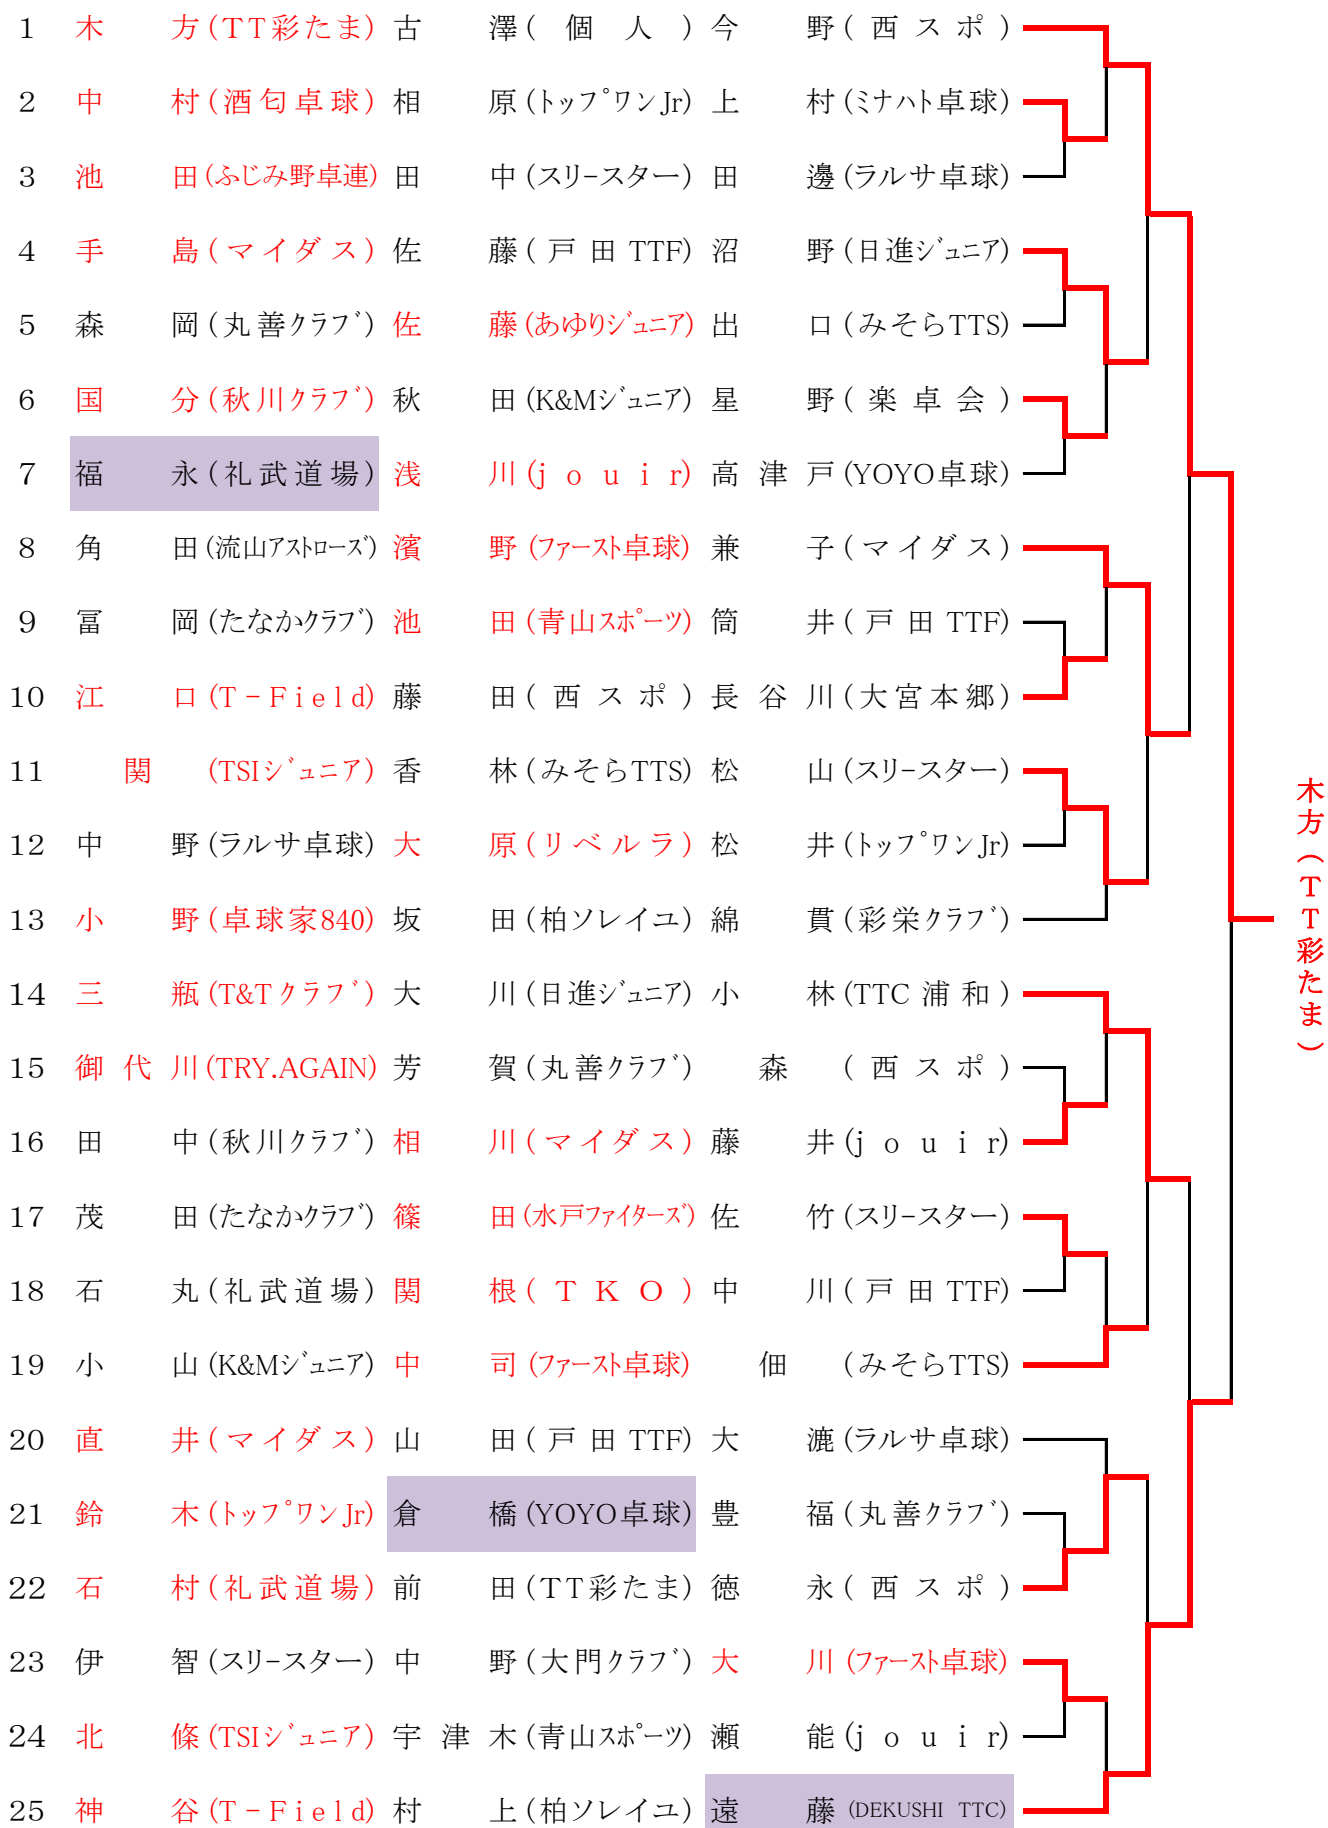 1 木方(TT彩たま) 古澤(個人) 今野(西スポ)
2 中村(酒匂卓球) 相原(トップワンJr) 上村(ミナハト卓球)
3 池田(ふじみ野卓連) 田中(スリースター) 田邊(ラルサ卓球)
4 手島(マイダス) 佐藤(戸田TTF) 沼野(日進ジュニア)
5 森岡(丸善クラブ) 佐藤(あゆりジュニア) 出口(みそらTTS)
6 国分(秋川クラブ) 秋田(K&Mジュニア) 星野(楽卓会)
7 福永(礼武道場) 浅川(jouir) 高津戸(YOYO卓球)
8 角田(流山アストローズ) 濱野(ファースト卓球) 兼子(マイダス)
9 冨岡(たなかクラブ) 池田(青山スポーツ) 筒井(戸田TTF)
10 江口(T-Field) 藤田(西スポ) 長谷川(大宮本郷)
11 関(TSIジュニア) 香林(みそらTTS) 松山(スリースター)
12 中野(ラルサ卓球) 大原(リベルラ) 松井(トップワンJr)
13 小野(卓球家840) 坂田(柏ソレイユ) 綿貫(彩栄クラブ)
14 三瓶(T&Tクラブ) 大川(日進ジュニア) 小林(TTC浦和)
15 御代川(TRY.AGAIN) 芳賀(丸善クラブ) 森(西スポ)
16 田中(秋川クラブ) 相川(マイダス) 藤井(jouir)
17 茂田(たなかクラブ) 篠田(水戸ファイターズ) 佐竹(スリースター)
18 石丸(礼武道場) 関根(TKO) 中川(戸田TTF)
19 小山(K&Mジュニア) 中司(ファースト卓球) 佃(みそらTTS)
20 直井(マイダス) 山田(戸田TTF) 大漉(ラルサ卓球)
21 鈴木(トップワンJr) 倉橋(YOYO卓球) 豊福(丸善クラブ)
22 石村(礼武道場) 前田(TT彩たま) 徳永(西スポ)
23 伊智(スリースター) 中野(大門クラブ) 大川(ファースト卓球)
24 北條(TSIジュニア) 宇津木(青山スポーツ) 瀬能(jouir)
25 神谷(T-Field) 村上(柏ソレイユ) 遠藤(DEKUSHI TTC)
木方(TT彩たま)